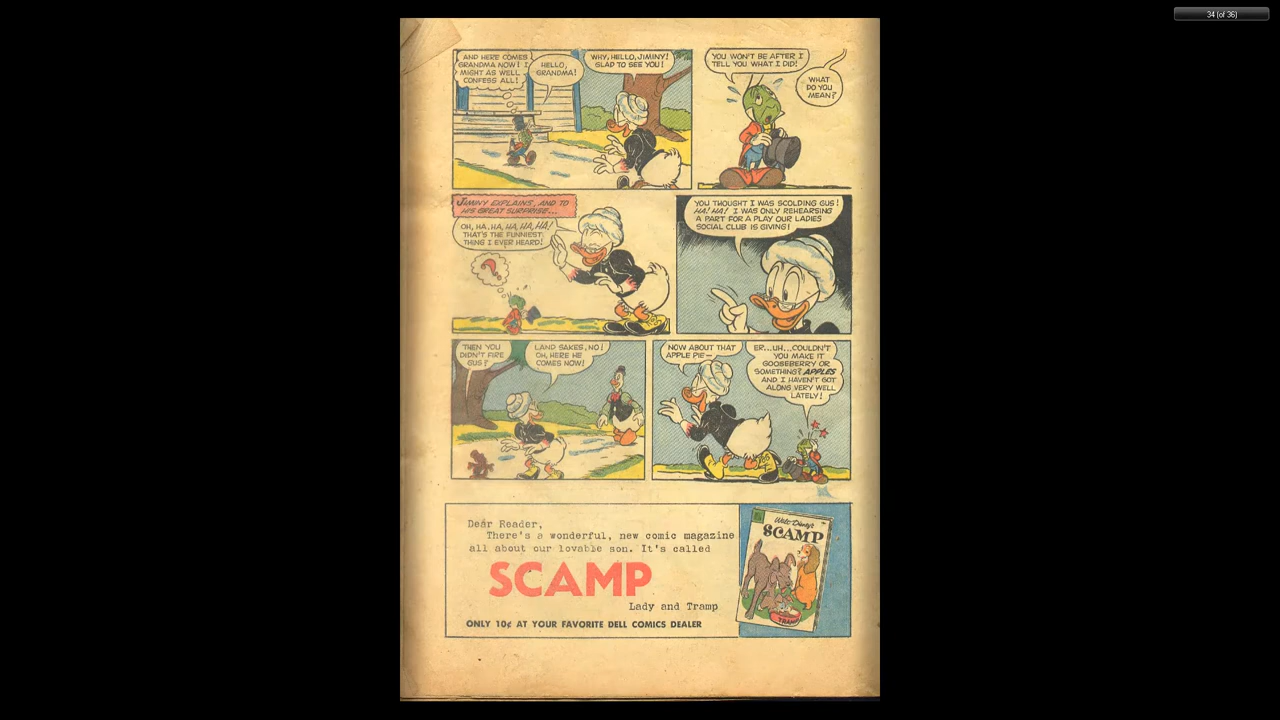 34 (of 36)
AND HERE COMES
GRANDMA NOW! I
MIGHT AS WELL
CONFESS ALL!
HELLO,
GRANDMA!
WHY, HELLO, JIMINY!
GLAD TO SEE YOU!
YOU WON'T BE AFTER I
TELL YOU WHAT I DID!
WHAT
DO YOU
MEAN?
JIMINY EXPLAINS, AND TO
HIS GREAT SURPRISE...
OH, HA, HA, HA, HA, HA!
THAT'S THE FUNNIEST
THING I EVER HEARD!
?
YOU THOUGHT I WAS SCOLDING GUS!
HA! HA! I WAS ONLY REHEARSING
A PART FOR A PLAY OUR LADIES
SOCIAL CLUB IS GIVING!
THEN YOU
DIDN'T FIRE
GUS?
LAND SAKES, NO!
OH, HERE HE
COMES NOW!
NOW ABOUT THAT
APPLE PIE—
ER...UH...COULDN'T
YOU MAKE IT
GOOSEBERRY OR
SOMETHING? APPLES
AND I HAVEN'T GOT
ALONG VERY WELL
LATELY!
Dear Reader,
There's a wonderful, new comic magazine
all about our lovable son. It's called
SCAMP
Lady and Tramp
ONLY 10¢ AT YOUR FAVORITE DELL COMICS DEALER
Walt Disney's
SCAMP
TRAMP